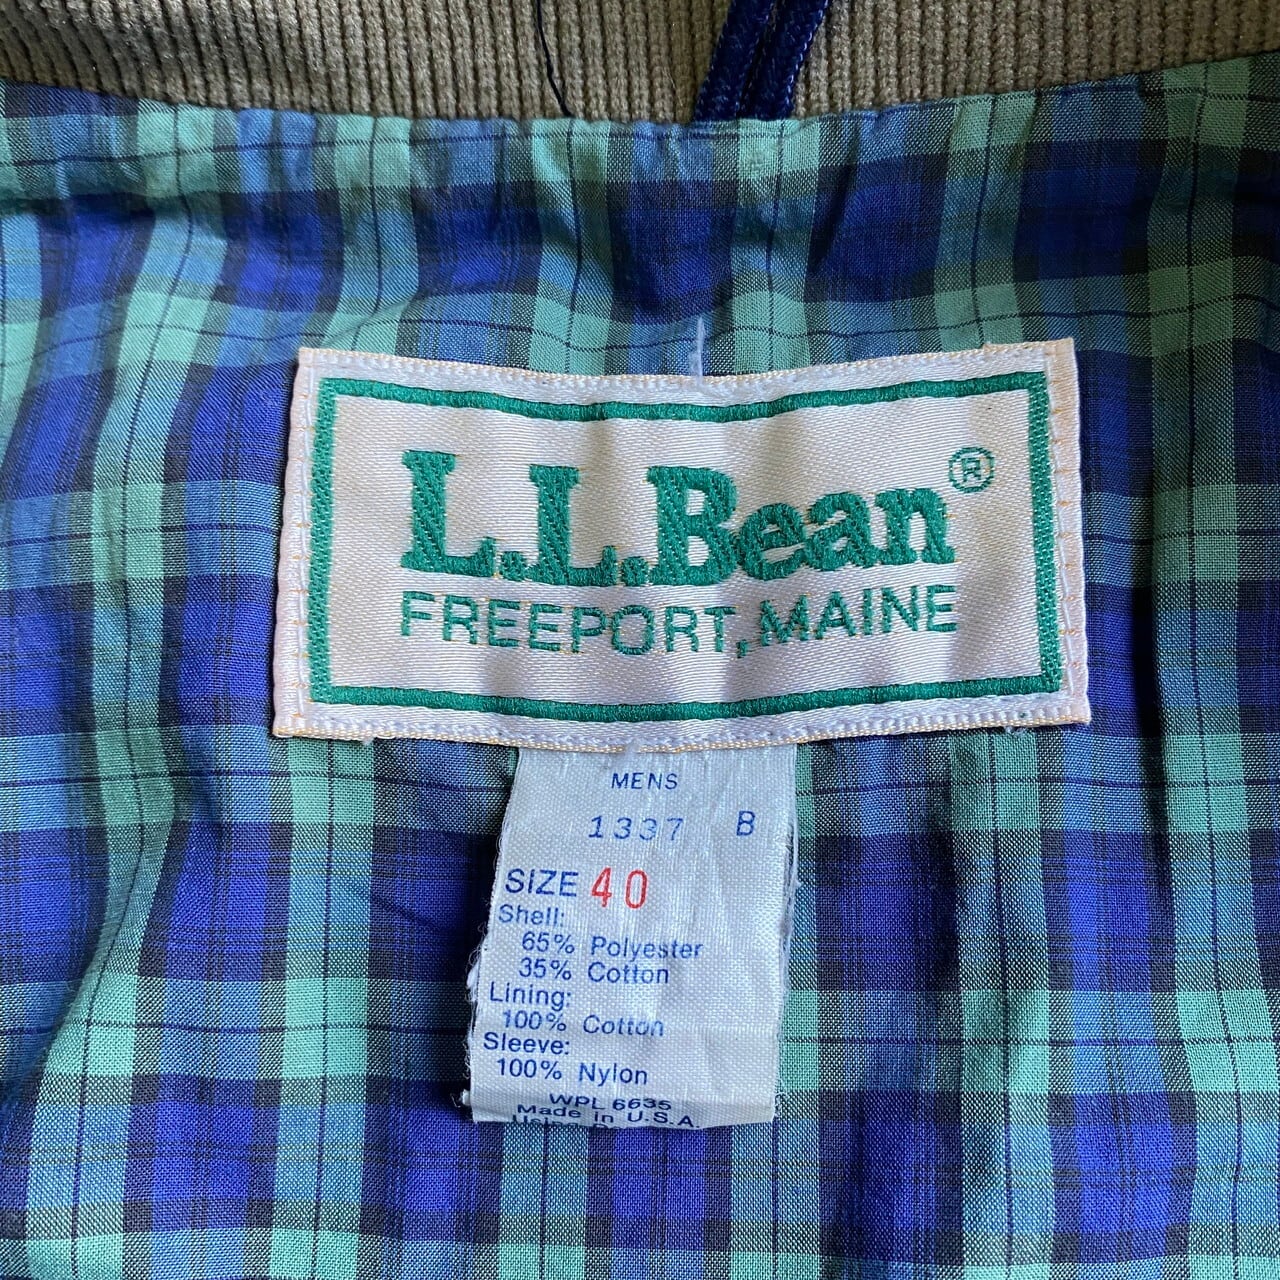 L.L.Bean®
FREEPORT, MAINE
MENS
1337 B
SIZE 40
Shell:
65% Polyester
35% Cotton
Lining:
100% Cotton
Sleeve:
100% Nylon
WPL 6635
Made in U.S.A.